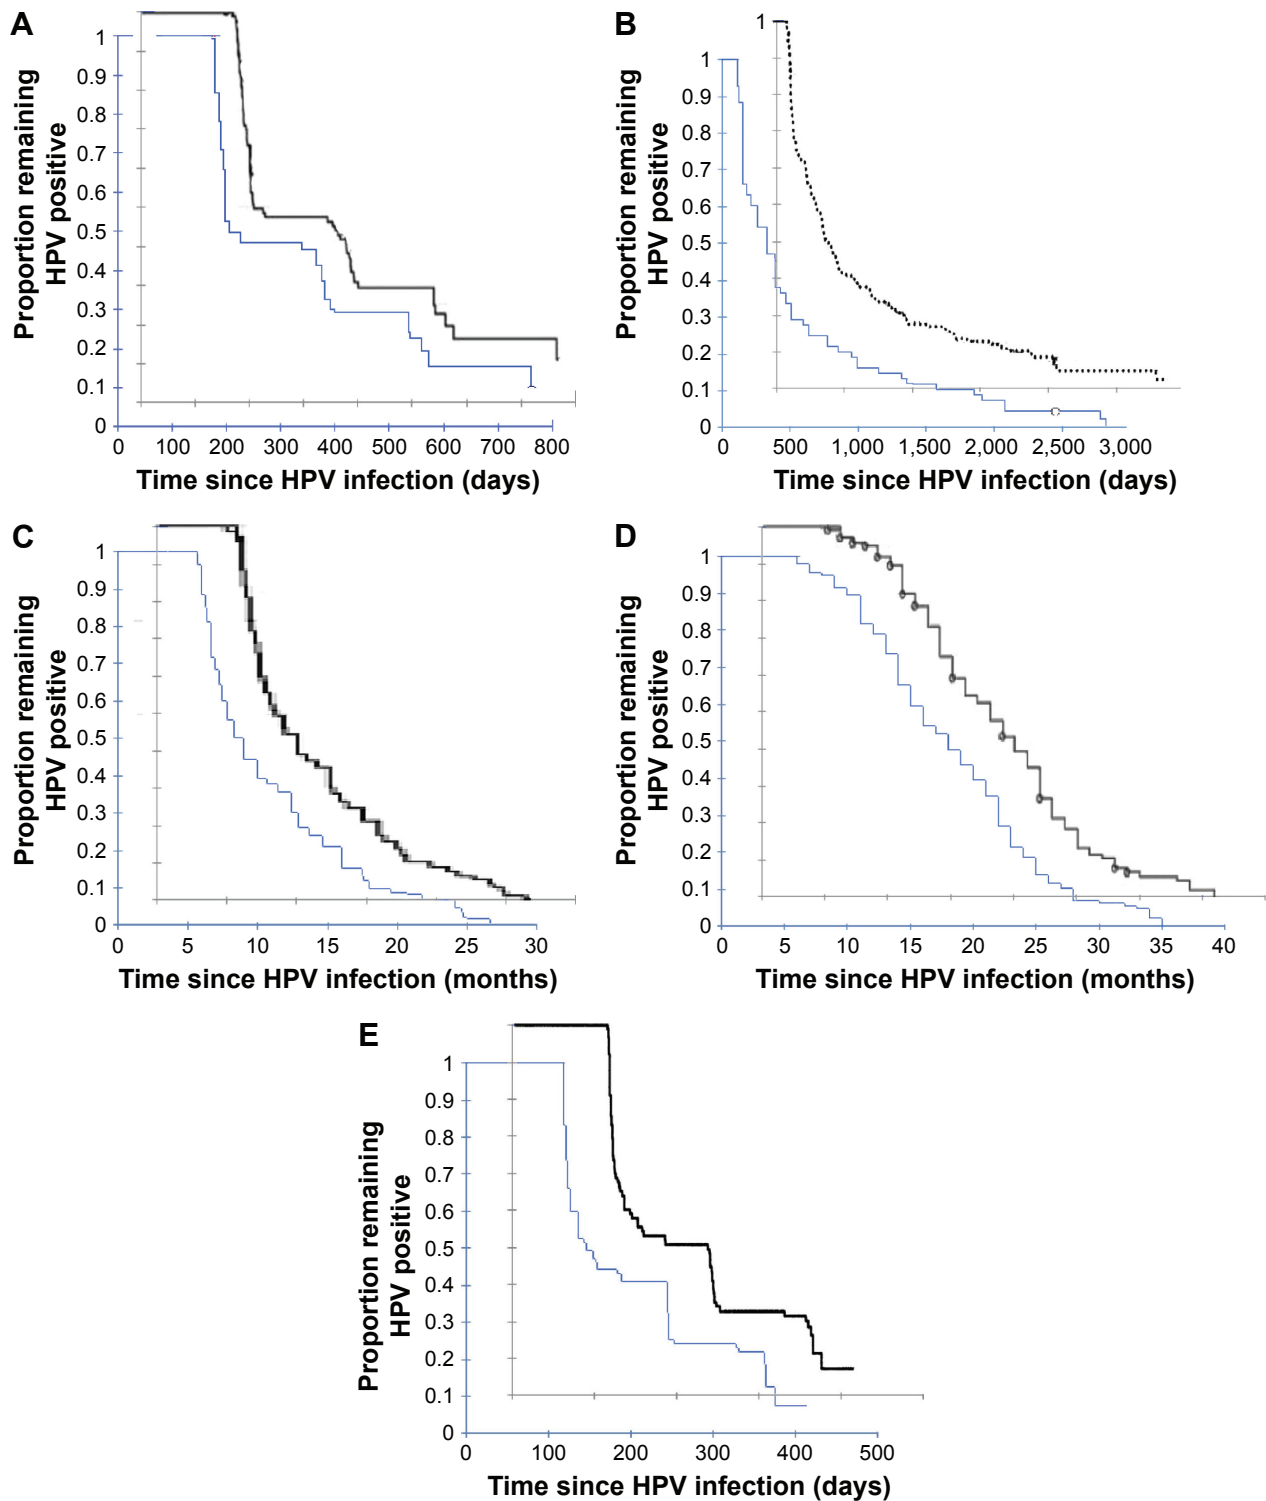 A
Proportion remaining
HPV positive
1
0.9
0.8
0.7
0.6
0.5
0.4
0.3
0.2
0.1
0
0 100 200 300 400 500 600 700 800
Time since HPV infection (days)
B
Proportion remaining
HPV positive
1
1
0.9
0.8
0.7
0.6
0.5
0.4
0.3
0.2
0.1
0
0 500 1,000 1,500 2,000 2,500 3,000
Time since HPV infection (days)
C
Proportion remaining
HPV positive
1
0.9
0.8
0.7
0.6
0.5
0.4
0.3
0.2
0.1
0
0 5 10 15 20 25 30
Time since HPV infection (months)
D
Proportion remaining
HPV positive
1
0.9
0.8
0.7
0.6
0.5
0.4
0.3
0.2
0.1
0
0 5 10 15 20 25 30 35 40
Time since HPV infection (months)
E
Proportion remaining
HPV positive
1
0.9
0.8
0.7
0.6
0.5
0.4
0.3
0.2
0.1
0
0 100 200 300 400 500
Time since HPV infection (days)